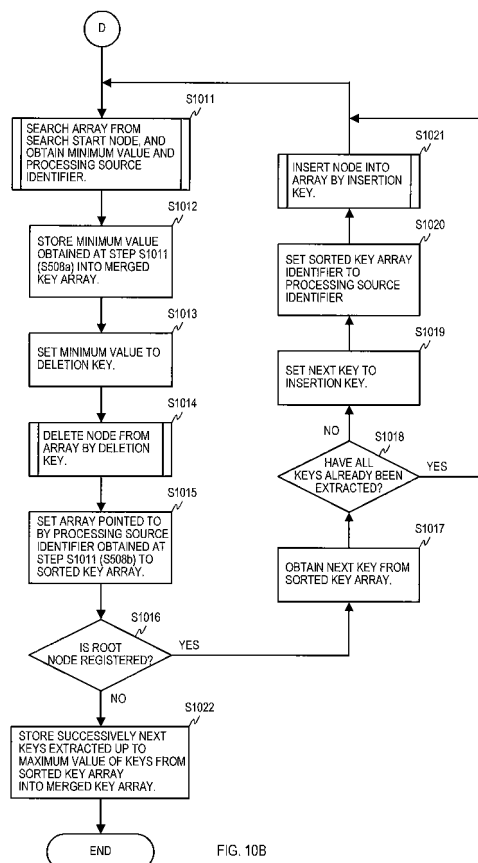 D
S1011
SEARCH ARRAY FROM
SEARCH START NODE, AND
OBTAIN MINIMUM VALUE AND
PROCESSING SOURCE
IDENTIFIER.
S1012
STORE MINIMUM VALUE
OBTAINED AT STEP S1011
(S508a) INTO MERGED
KEY ARRAY.
S1013
SET MINIMUM VALUE TO
DELETION KEY.
S1014
DELETE NODE FROM
ARRAY BY DELETION
KEY.
S1015
SET ARRAY POINTED TO
BY PROCESSING SOURCE
IDENTIFIER OBTAINED AT
STEP S1011 (S508b) TO
SORTED KEY ARRAY.
S1016
IS ROOT
NODE REGISTERED?
YES
NO
S1022
STORE SUCCESSIVELY NEXT
KEYS EXTRACTED UP TO
MAXIMUM VALUE OF KEYS FROM
SORTED KEY ARRAY
INTO MERGED KEY ARRAY.
END
S1021
INSERT NODE INTO
ARRAY BY INSERTION
KEY.
S1020
SET SORTED KEY ARRAY
IDENTIFIER TO
PROCESSING SOURCE
IDENTIFIER
S1019
SET NEXT KEY TO
INSERTION KEY.
NO
S1018
HAVE ALL
KEYS ALREADY BEEN
EXTRACTED?
YES
S1017
OBTAIN NEXT KEY FROM
SORTED KEY ARRAY.
FIG. 10B